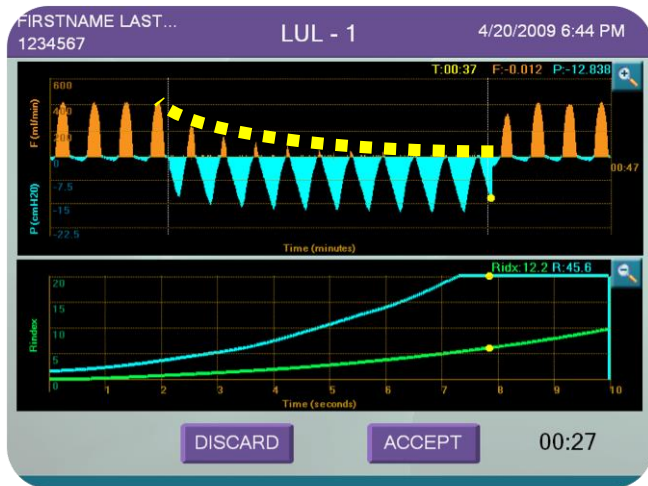 FIRSTNAME LAST...
1234567
LUL - 1
4/20/2009 6:44 PM
T:00:37 F:-0.012 P:-12.838
600
400
200
0
-7.5
-15
-22.5
F (ml/min)
P (cmH20)
00:47
Time (minutes)
Ridx:12.2 R:45.6
20
15
10
5
0
Rindex
1 2 3 4 5 6 7 8 9 10
Time (seconds)
DISCARD
ACCEPT
00:27